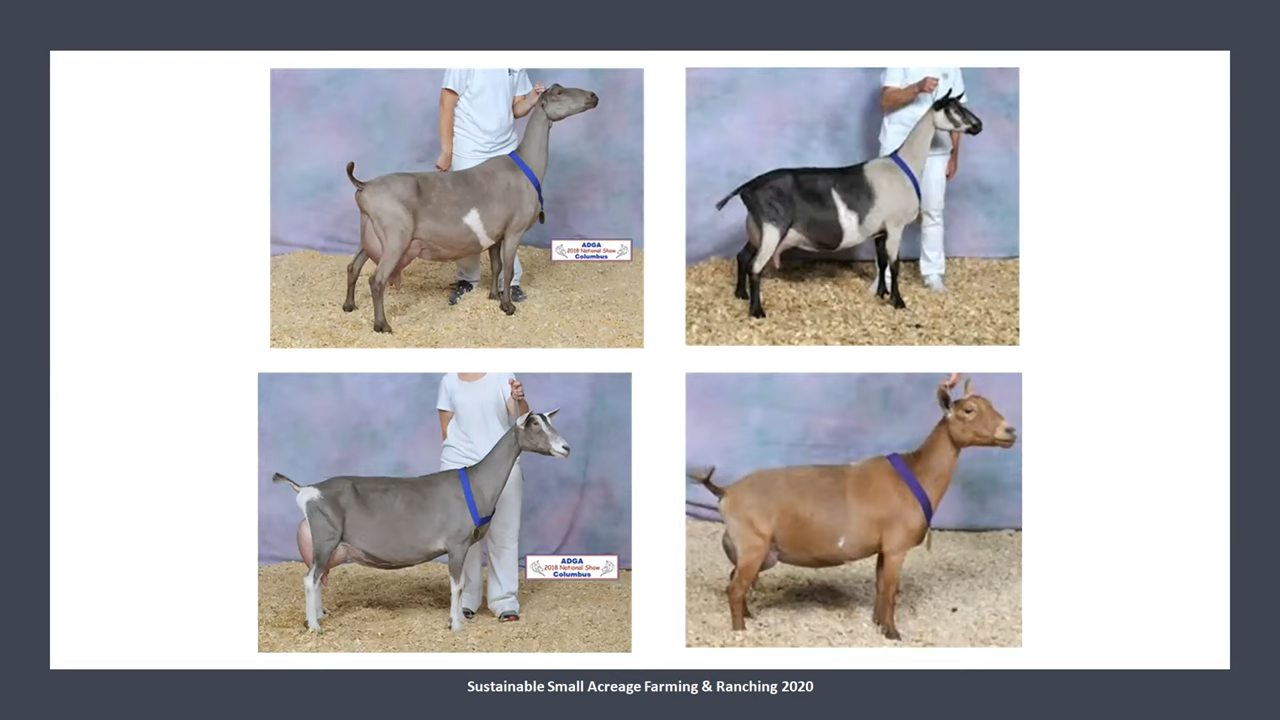 ADGA
2018 National Show
Columbus
ADGA
2018 National Show
Columbus
Sustainable Small Acreage Farming & Ranching 2020